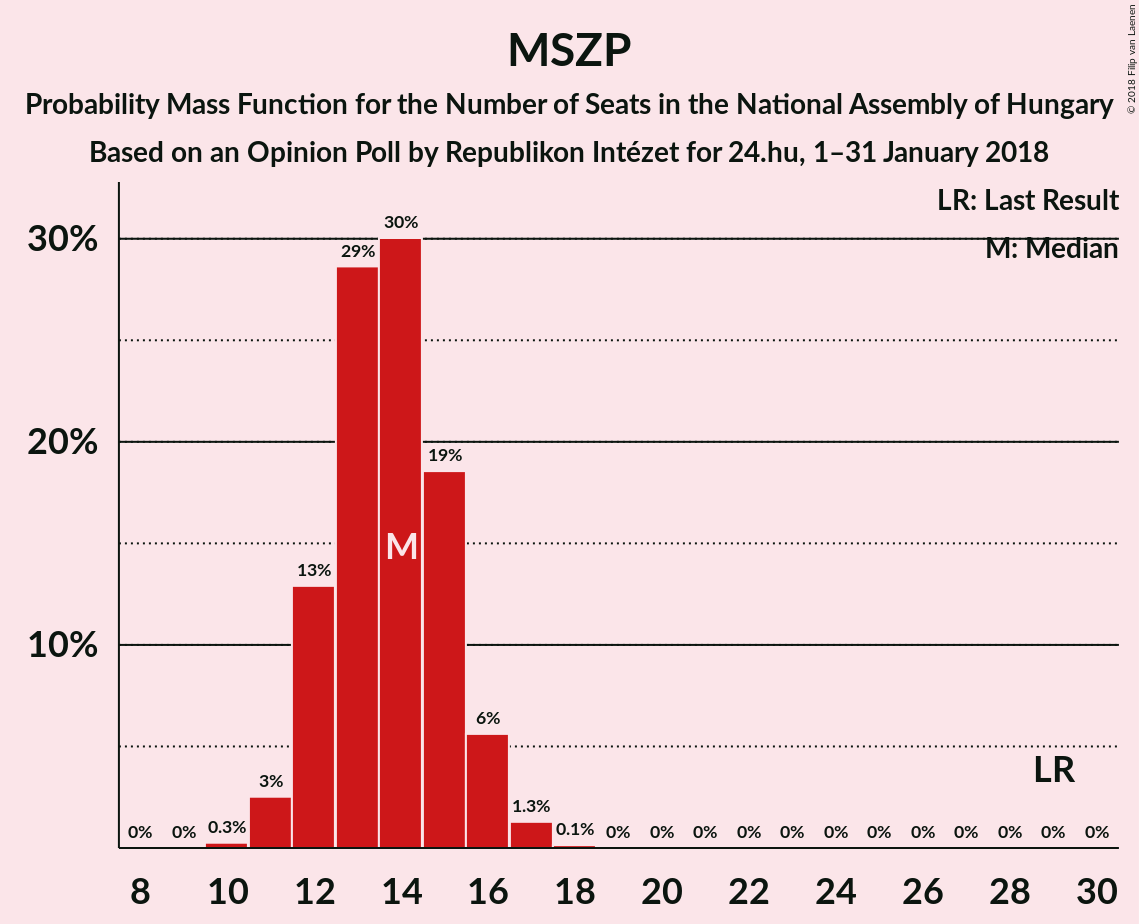 MSZP
Probability Mass Function for the Number of Seats in the National Assembly of Hungary
Based on an Opinion Poll by Republikon Intézet for 24.hu, 1–31 January 2018
© 2018 Filip van Laenen
LR: Last Result
M: Median
30%
20%
10%
0%
0%
0.3%
3%
13%
29%
30%
19%
6%
1.3%
0.1%
0%
0%
0%
0%
0%
0%
0%
0%
0%
0%
0%
0%
M
LR
8 10 12 14 16 18 20 22 24 26 28 30